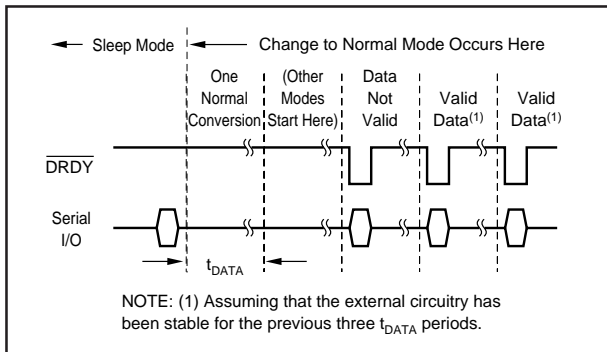 Sleep Mode
Change to Normal Mode Occurs Here
One
Normal
Conversion
(Other
Modes
Start Here)
Data
Not
Valid
Valid
Data(1)
Valid
Data(1)
DRDY
Serial
I/O
tDATA
NOTE: (1) Assuming that the external circuitry has
been stable for the previous three tDATA periods.